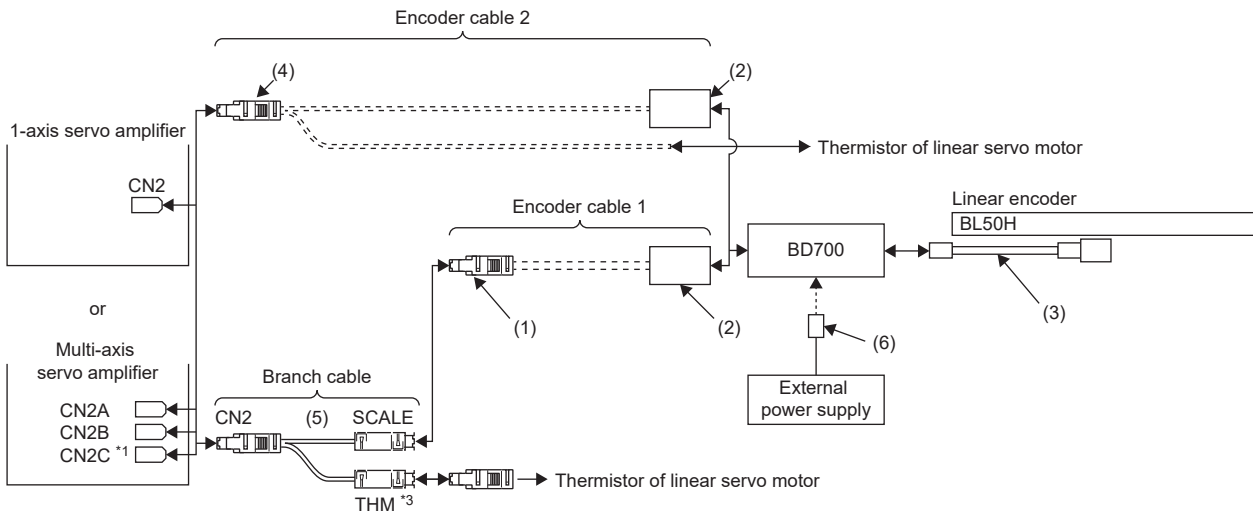 Encoder cable 2
(4)
(2)
1-axis servo amplifier
Thermistor of linear servo motor
CN2
Encoder cable 1
Linear encoder
BL50H
BD700
(1)
(2)
(3)
or
(6)
Multi-axis
servo amplifier
Branch cable
External
power supply
CN2A
CN2B
CN2C *1
CN2
(5)
SCALE
Thermistor of linear servo motor
THM *3